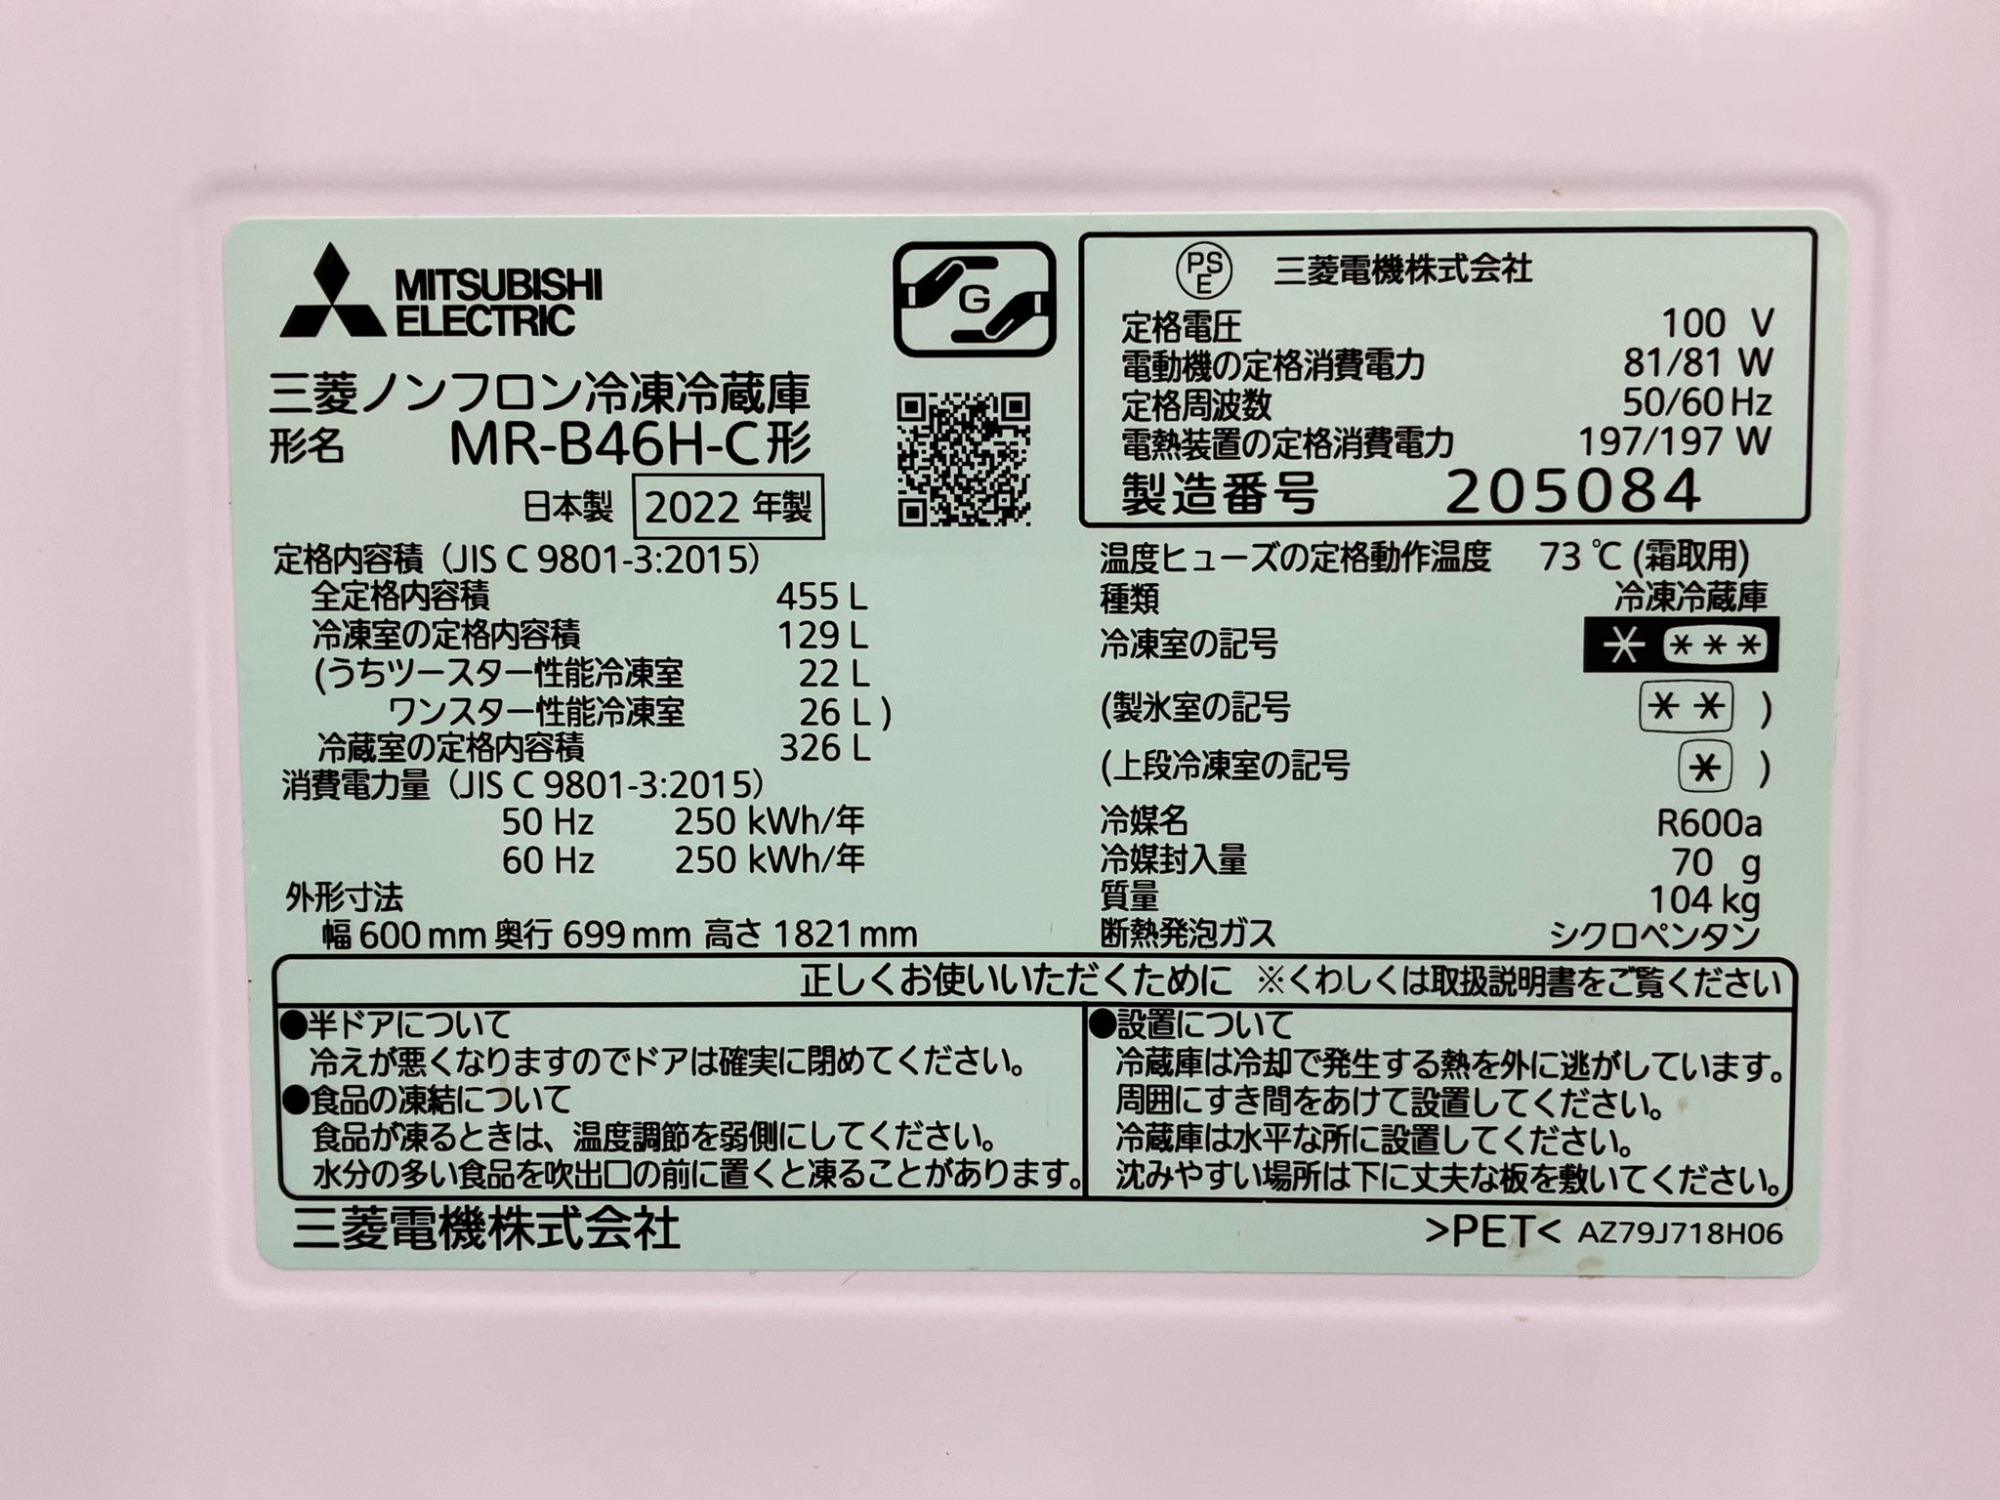 MITSUBISHI
ELECTRIC
三菱ノンフロン冷凍冷蔵庫
形名 MR-B46H-C形
日本製 2022 年製
定格内容積（JIS C 9801-3:2015）
全定格内容積 455 L
冷凍室の定格内容積 129 L
(うちツースター性能冷凍室 22 L
ワンスター性能冷凍室 26 L )
冷蔵室の定格内容積 326 L
消費電力量（JIS C 9801-3:2015）
50 Hz 250 kWh/年
60 Hz 250 kWh/年
外形寸法
幅 600 mm 奥行 699 mm 高さ 1821 mm
G
PS
E
三菱電機株式会社
定格電圧 100 V
電動機の定格消費電力 81/81 W
定格周波数 50/60 Hz
電熱装置の定格消費電力 197/197 W
製造番号 205084
温度ヒューズの定格動作温度 73 ℃ (霜取用)
種類 冷凍冷蔵庫
冷凍室の記号 * ***
(製氷室の記号 ** )
(上段冷凍室の記号 * )
冷媒名 R600a
冷媒封入量 70 g
質量 104 kg
断熱発泡ガス シクロペンタン
正しくお使いいただくために ※くわしくは取扱説明書をご覧ください
●半ドアについて
冷えが悪くなりますのでドアは確実に閉めてください。
●食品の凍結について
食品が凍るときは、温度調節を弱側にしてください。
水分の多い食品を吹出口の前に置くと凍ることがあります。
●設置について
冷蔵庫は冷却で発生する熱を外に逃がしています。
周囲にすき間をあけて設置してください。
冷蔵庫は水平な所に設置してください。
沈みやすい場所は下に丈夫な板を敷いてください。
三菱電機株式会社
>PET< AZ79J718H06